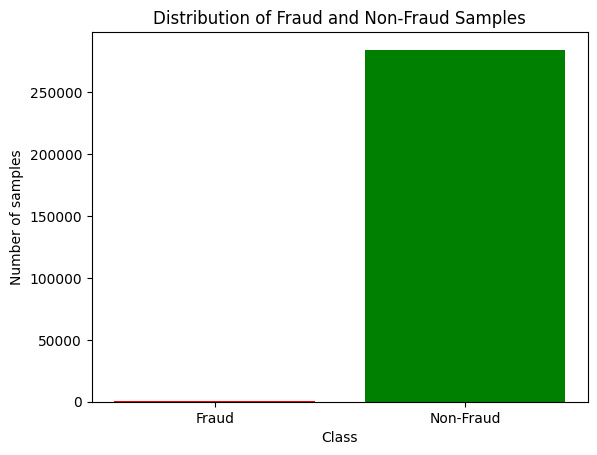 Distribution of Fraud and Non-Fraud Samples
250000
200000
150000
100000
50000
0
Number of samples
Fraud
Non-Fraud
Class